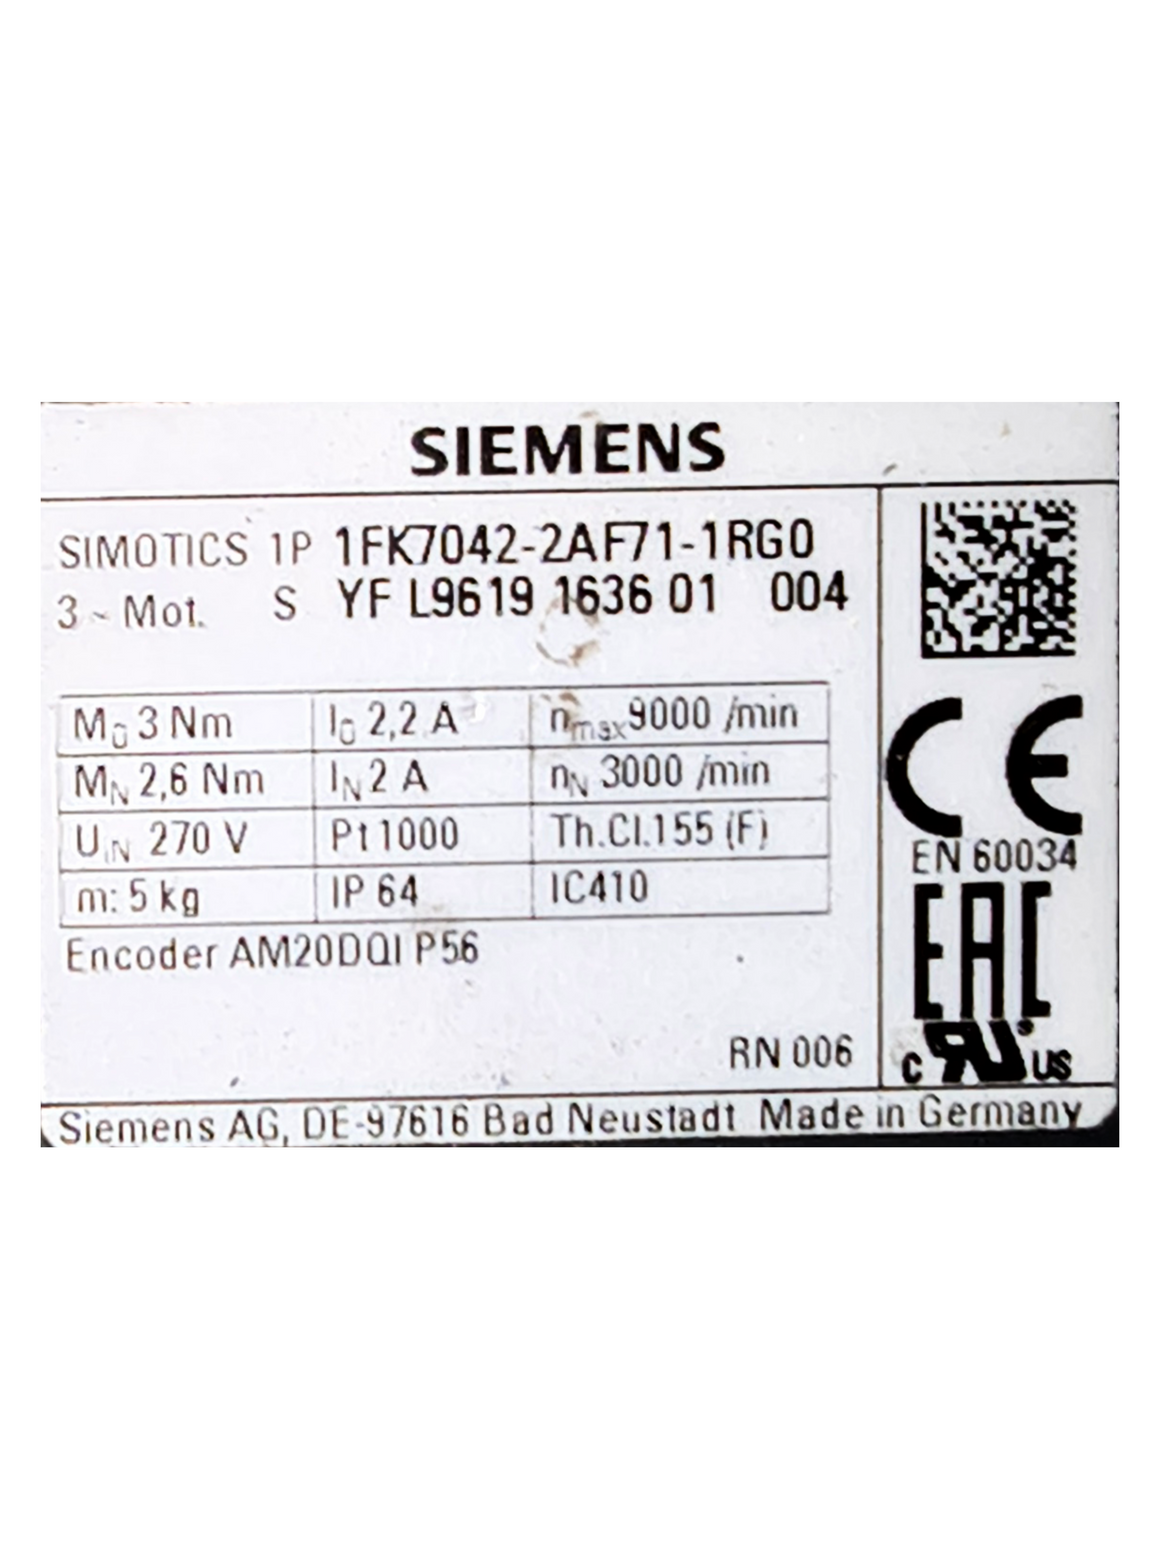 SIEMENS
SIMOTICS 1P 1FK7042-2AF71-1RG0
3 ~ Mot. S YF L9619 1636 01 004
M0 3 Nm I0 2,2 A nmax 9000 /min
MN 2,6 Nm IN 2 A nN 3000 /min
UIN 270 V Pt1000 Th.Cl.155 (F)
m: 5 kg IP 64 IC410
Encoder AM20DQI P56
RN 006
CE
EN 60034
EAC
c RU US
Siemens AG, DE-97616 Bad Neustadt Made in Germany